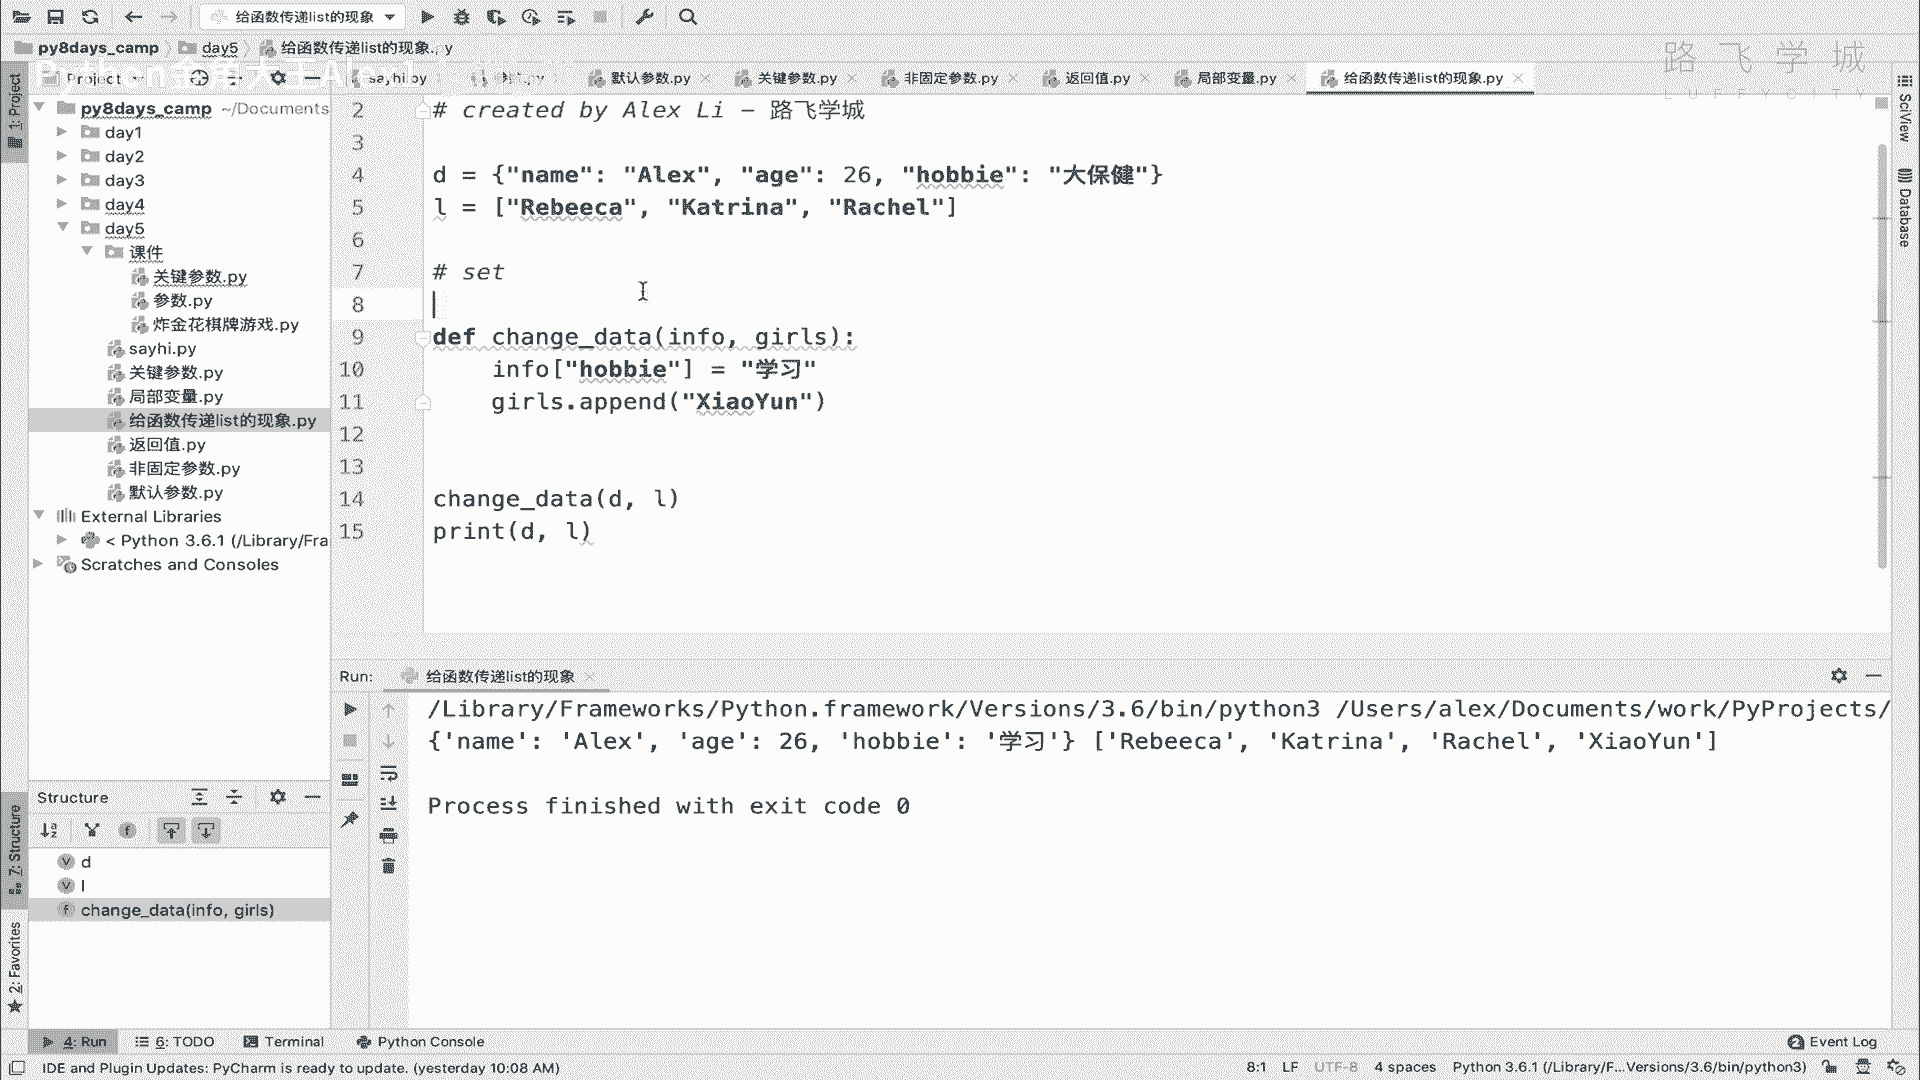 给函数传递list的现象
py8days_camp day5 给函数传递list的现象.py
路飞学城
LUFFYCITY
1: Project
Project
sayhi.py
默认参数.py
关键参数.py
非固定参数.py
返回值.py
局部变量.py
给函数传递list的现象.py
SciView
Database
py8days_camp ~/Documents
day1
day2
day3
day4
day5
课件
关键参数.py
参数.py
炸金花棋牌游戏.py
sayhi.py
关键参数.py
局部变量.py
给函数传递list的现象.py
返回值.py
非固定参数.py
默认参数.py
External Libraries
< Python 3.6.1 (/Library/Fra
Scratches and Consoles
2 # created by Alex Li – 路飞学城
3
4 d = {"name": "Alex", "age": 26, "hobbie": "大保健"}
5 l = ["Rebeeca", "Katrina", "Rachel"]
6
7 # set
8
9 def change_data(info, girls):
10 info["hobbie"] = "学习"
11 girls.append("XiaoYun")
12
13
14 change_data(d, l)
15 print(d, l)
Run: 给函数传递list的现象
/Library/Frameworks/Python.framework/Versions/3.6/bin/python3 /Users/alex/Documents/work/PyProjects/
{'name': 'Alex', 'age': 26, 'hobbie': '学习'} ['Rebeeca', 'Katrina', 'Rachel', 'XiaoYun']
Process finished with exit code 0
Structure
7: Structure
d
l
change_data(info, girls)
2: Favorites
4: Run 6: TODO Terminal Python Console
2 Event Log
IDE and Plugin Updates: PyCharm is ready to update. (yesterday 10:08 AM)
8:1 LF UTF-8 4 spaces Python 3.6.1 (/Library/F...Versions/3.6/bin/python3)